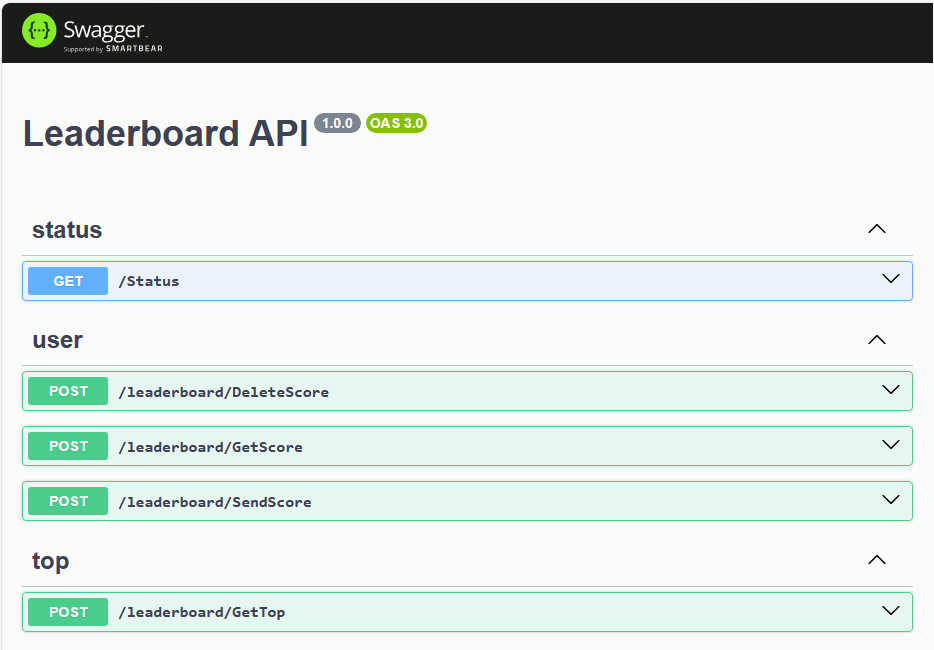 Swagger
Supported by SMARTBEAR
Leaderboard API 1.0.0 OAS 3.0
status
GET /Status
user
POST /leaderboard/DeleteScore
POST /leaderboard/GetScore
POST /leaderboard/SendScore
top
POST /leaderboard/GetTop